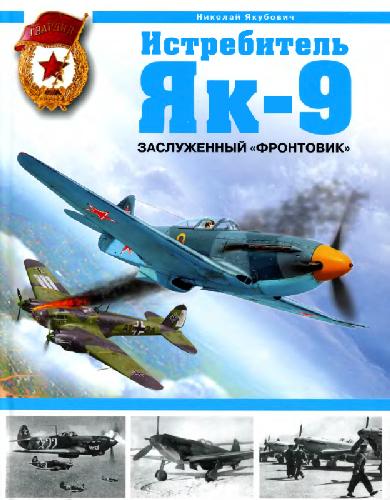 Николай Якубович
ГВАРДИЯ
Истребитель
Як-9
ЗАСЛУЖЕННЫЙ «ФРОНТОВИК»